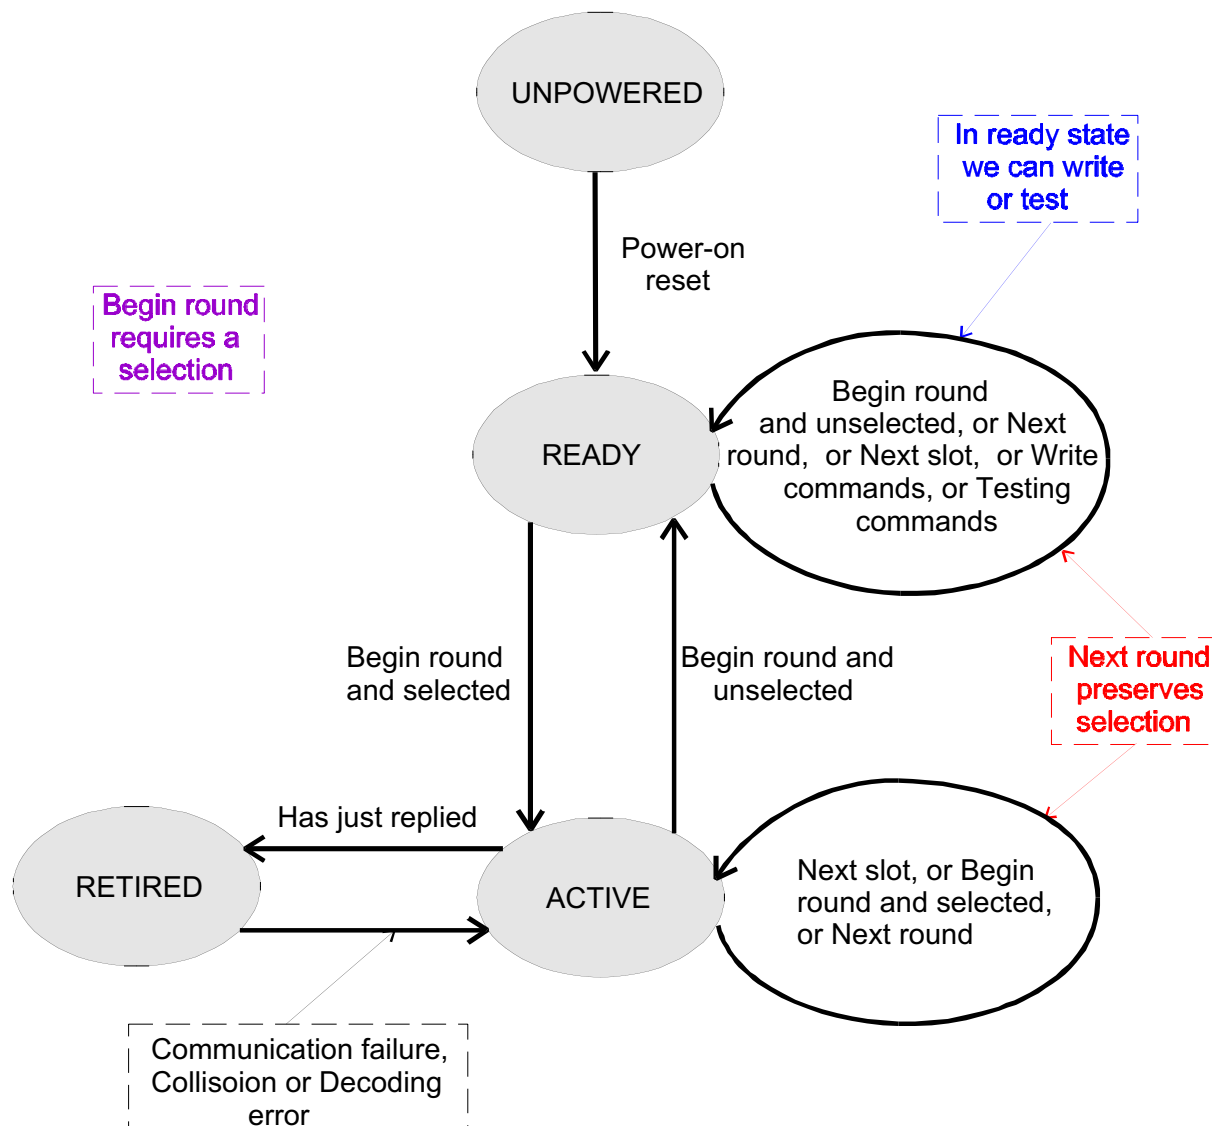 UNPOWERED
In ready state
we can write
or test
Power-on
reset
Begin round
requires a
selection
Begin round
and unselected, or Next
round, or Next slot, or Write
commands, or Testing
commands
READY
Begin round
and selected
Begin round and
unselected
Next round
preserves
selection
Has just replied
RETIRED
ACTIVE
Next slot, or Begin
round and selected,
or Next round
Communication failure,
Collisoion or Decoding
error